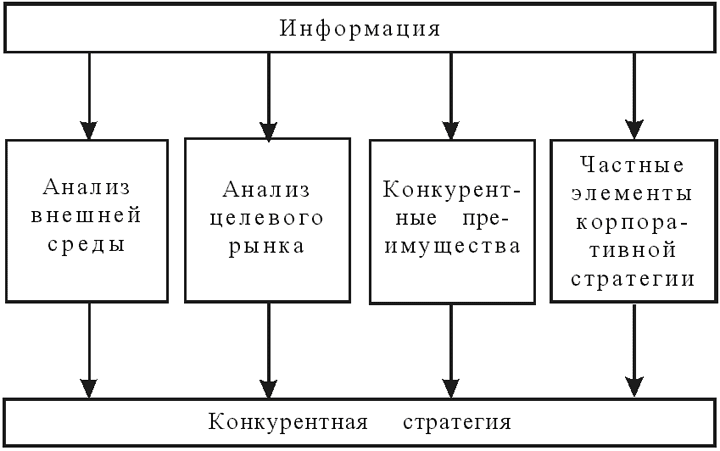 Информация
Анализ
внешней
среды
Анализ
целевого
рынка
Конкурент-
ные пре-
имущества
Частные
элементы
корпора-
тивной
стратегии
Конкурентная стратегия